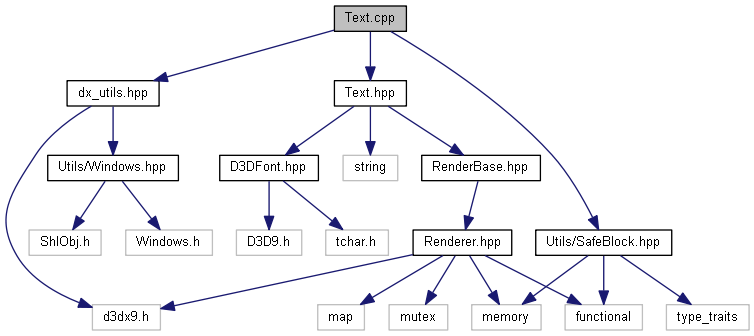 Text.cpp
dx_utils.hpp
Text.hpp
Utils/Windows.hpp
D3DFont.hpp
string
RenderBase.hpp
ShlObj.h
Windows.h
D3D9.h
tchar.h
Renderer.hpp
Utils/SafeBlock.hpp
d3dx9.h
map
mutex
memory
functional
type_traits